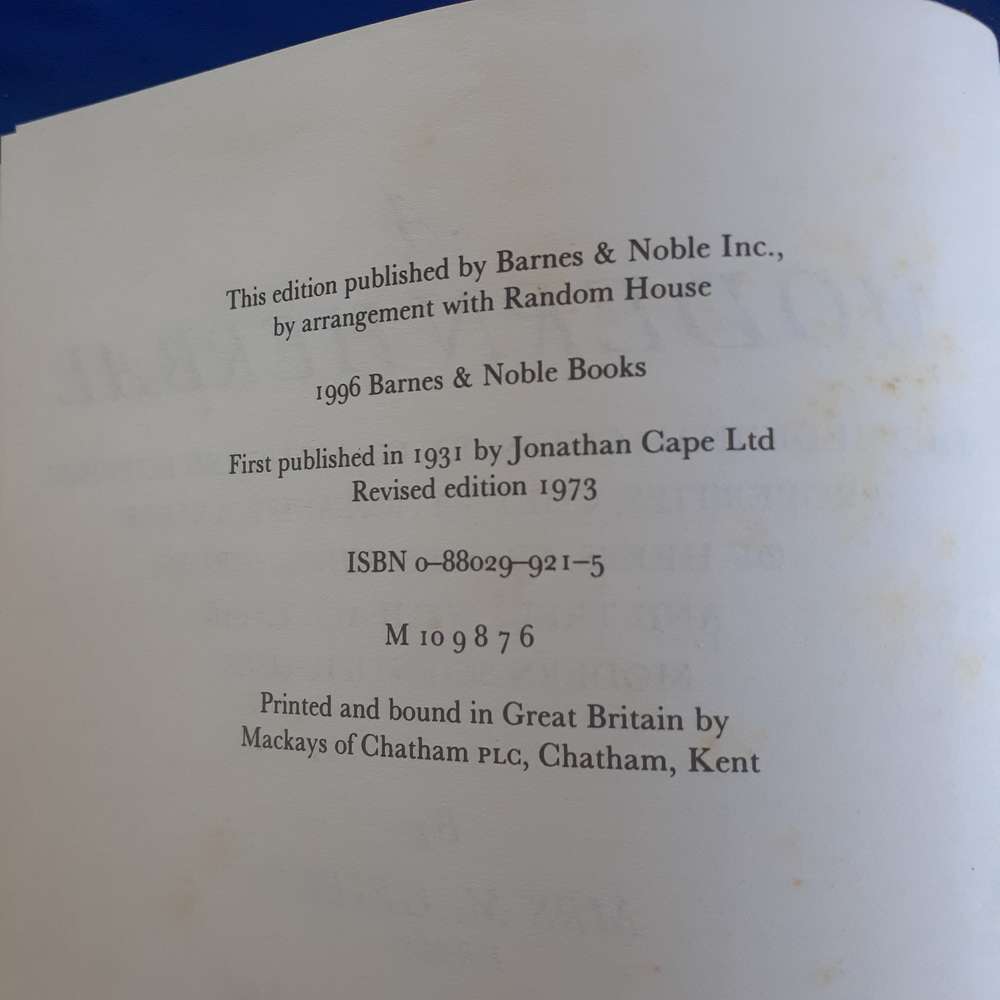 This edition published by Barnes & Noble Inc.,
by arrangement with Random House
1996 Barnes & Noble Books
First published in 1931 by Jonathan Cape Ltd
Revised edition 1973
ISBN 0–88029–921–5
M 10 9 8 7 6
Printed and bound in Great Britain by
Mackays of Chatham PLC, Chatham, Kent